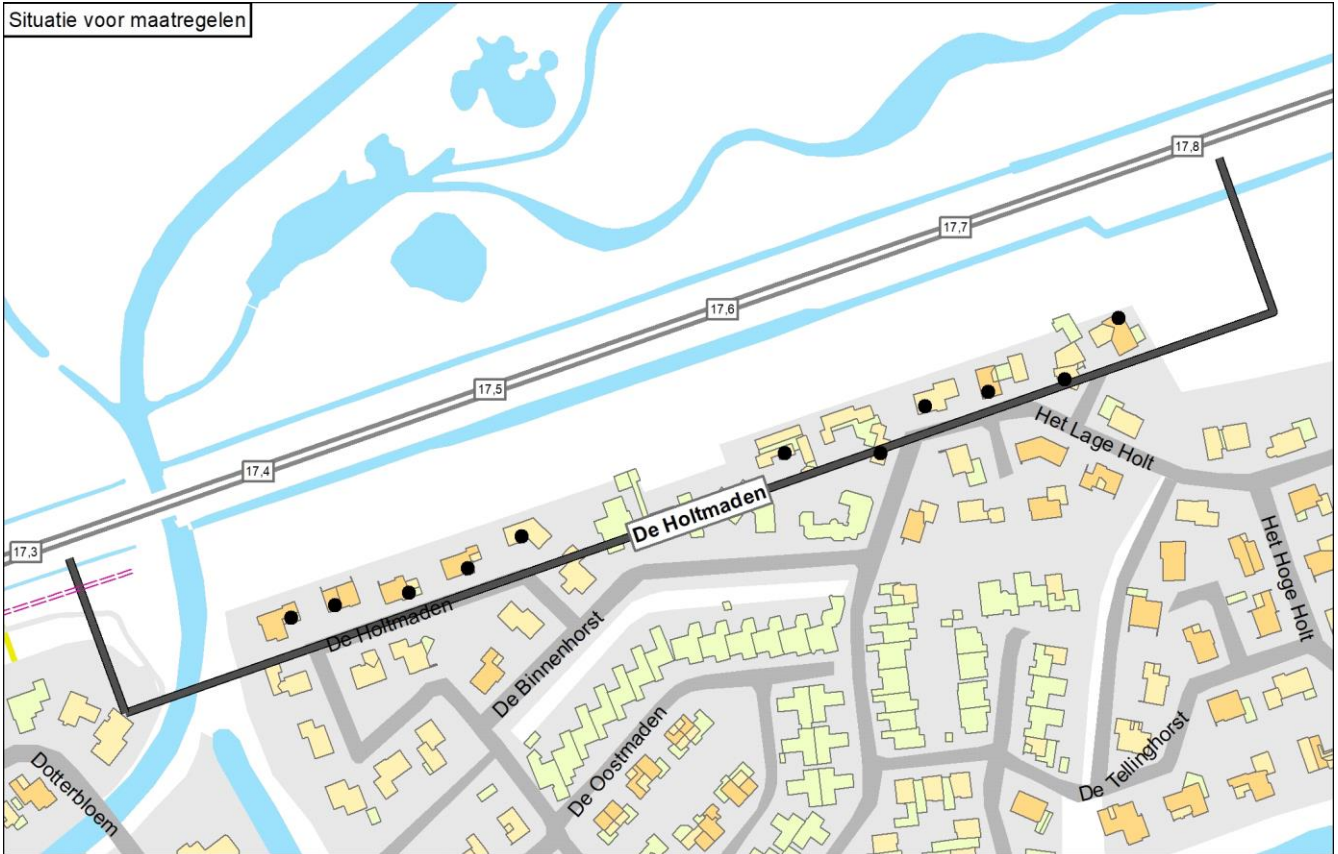 Situatie voor maatregelen
17,8
17,7
17,6
17,5
17,4
17,3
De Holtmaden
Het Lage Holt
Het Hoge Holt
De Holtmaden
De Binnenhorst
De Oostmaden
De Tellinghorst
Dotterbloem